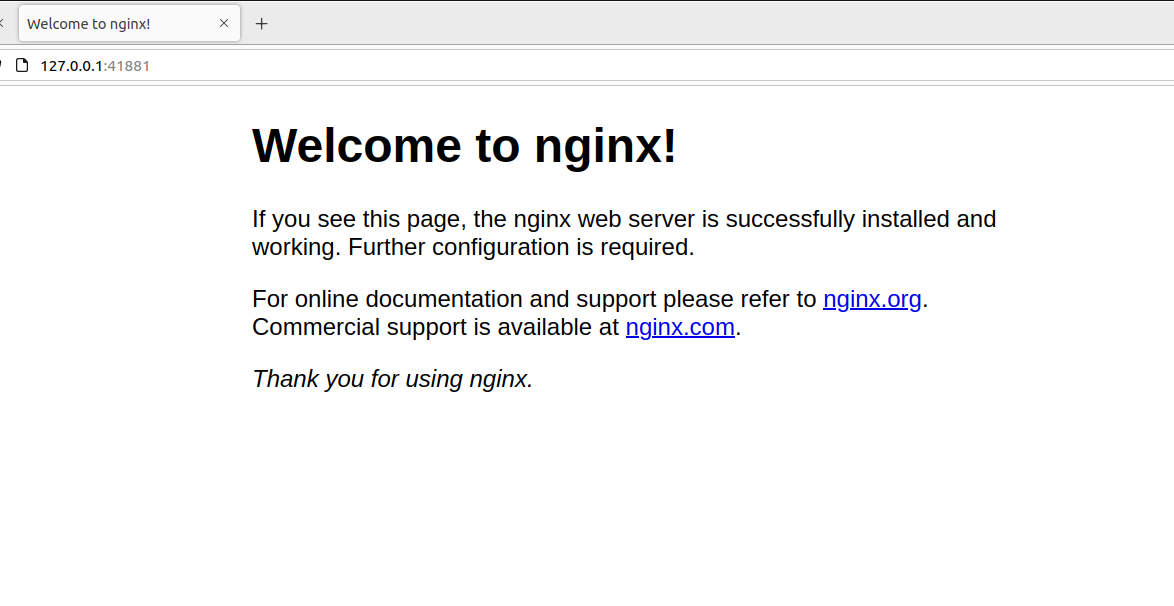 Welcome to nginx!
127.0.0.1:41881
Welcome to nginx!
If you see this page, the nginx web server is successfully installed and
working. Further configuration is required.
For online documentation and support please refer to nginx.org.
Commercial support is available at nginx.com.
Thank you for using nginx.